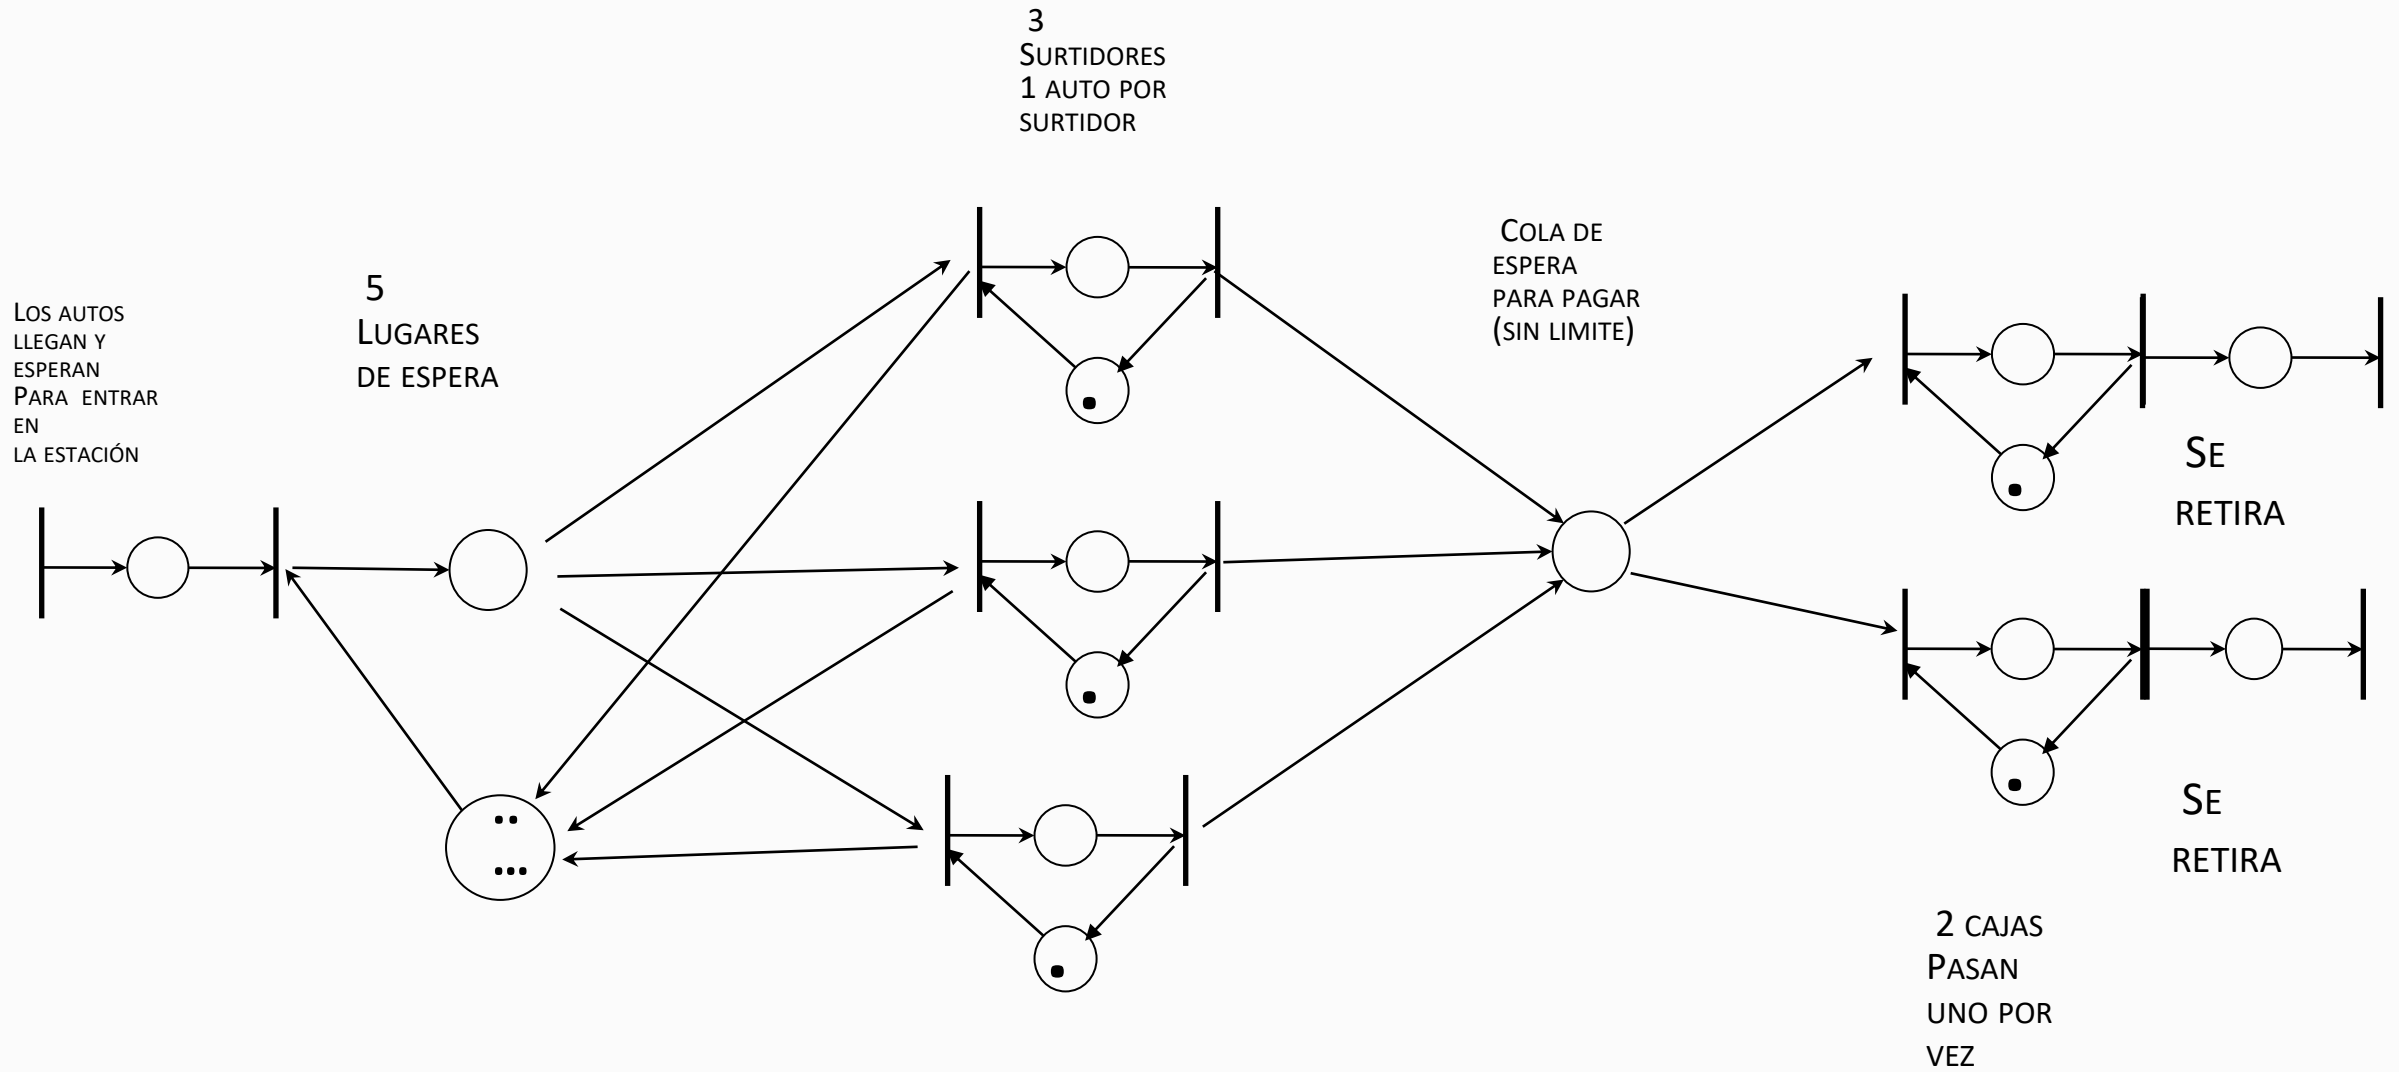 3
Surtidores
1 auto por
surtidor
Cola de
espera
para pagar
(sin limite)
5
Lugares
de espera
Los autos
llegan y
esperan
Para entrar
en
la estación
Se
retira
Se
retira
2 cajas
Pasan
uno por
vez